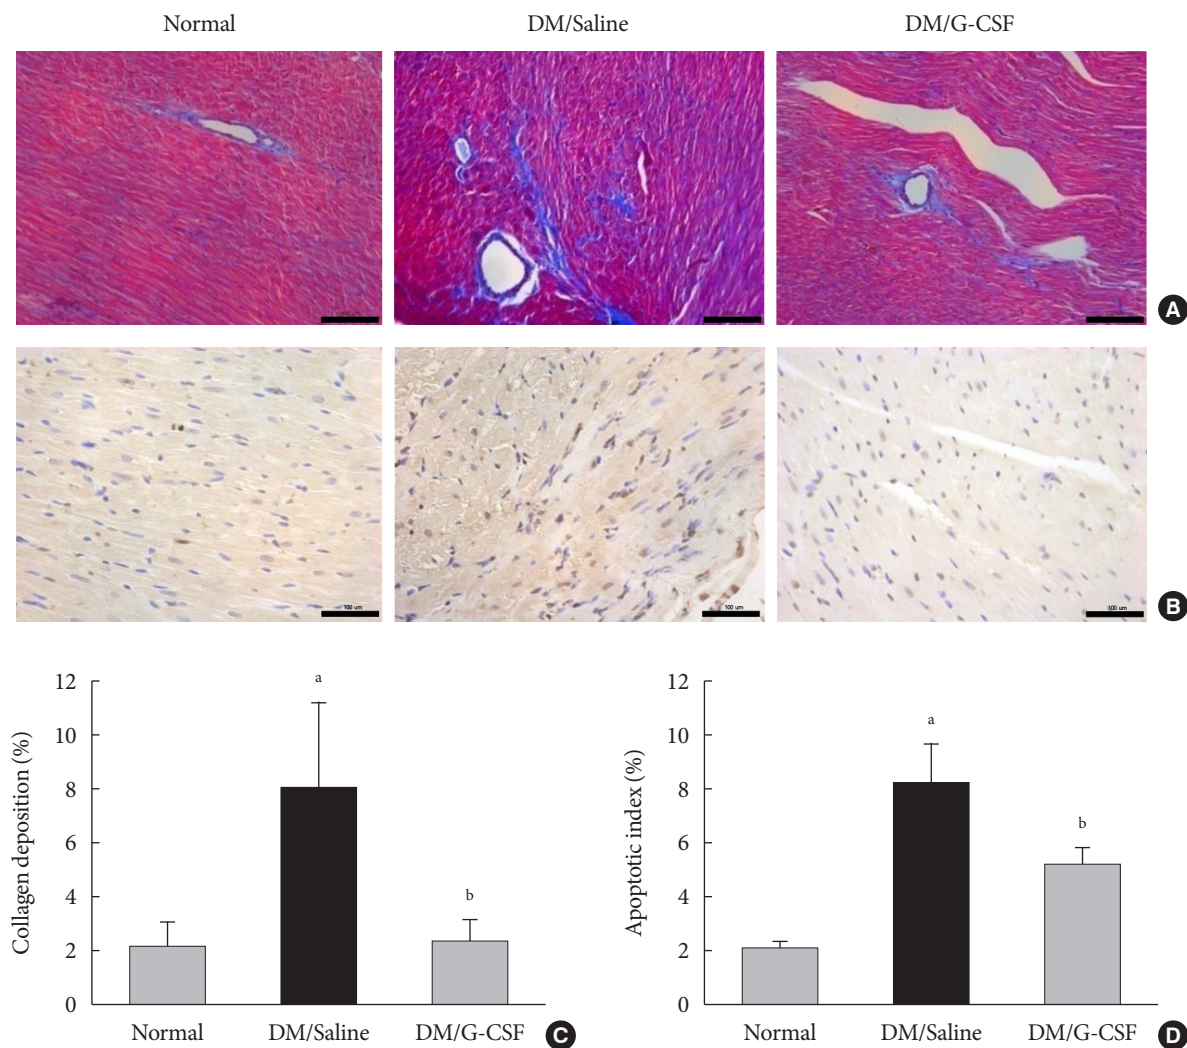 Normal DM/Saline DM/G-CSF
A
100 um 100 um 100 um
B
12
10
8
6
4
2
0
Collagen deposition (%)
a
b
Normal DM/Saline DM/G-CSF
C
12
10
8
6
4
2
0
Apoptotic index (%)
a
b
Normal DM/Saline DM/G-CSF
D